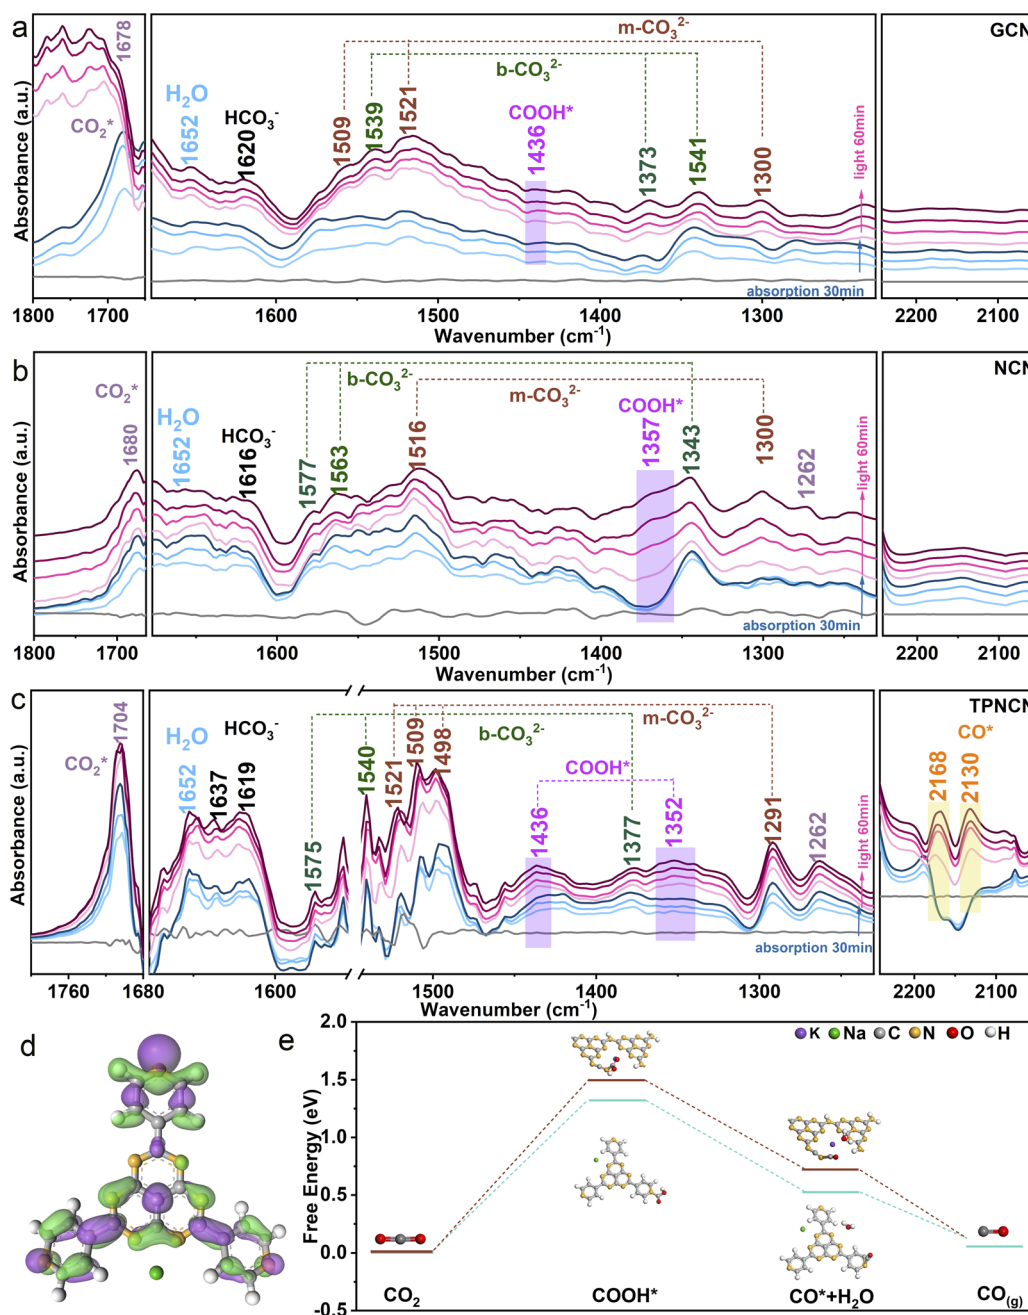 a
1678
CO₂*
H₂O
1652
HCO₃⁻
1620
1509
1539
1521
m-CO₃²⁻
b-CO₃²⁻
COOH*
1436
1373
1541
1300
GCN
light 60min
absorption 30min
Absorbance (a.u.)
1800 1700 1600 1500 1400 1300 2200 2100
Wavenumber (cm⁻¹)
b
CO₂*
1680
H₂O
1652
HCO₃⁻
1616
1577
1563
b-CO₃²⁻
1516
m-CO₃²⁻
COOH*
1357
1343
1300
1262
NCN
light 60min
absorption 30min
Absorbance (a.u.)
1800 1700 1600 1500 1400 1300 2200 2100
Wavenumber (cm⁻¹)
c
1704
CO₂*
H₂O
1652
HCO₃⁻
1637
1619
1575
1540
1521
1509
1498
b-CO₃²⁻
m-CO₃²⁻
COOH*
1436
1377
1352
1291
1262
TPNCN
CO*
2168
2130
light 60min
absorption 30min
Absorbance (a.u.)
1760 1680 1600 1500 1400 1300 2200 2100
Wavenumber (cm⁻¹)
d
e
K Na C N O H
Free Energy (eV)
2.0
1.5
1.0
0.5
0.0
-0.5
CO₂ COOH* CO*+H₂O CO(g)